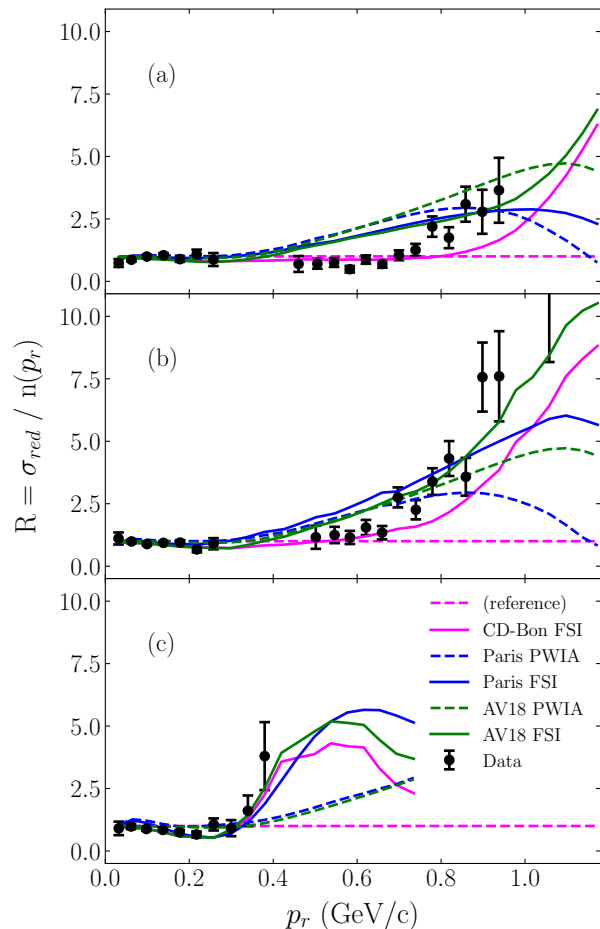 10.0
(a)
7.5
5.0
2.5
0.0
10.0
(b)
7.5
5.0
2.5
0.0
R = σ_red / n(p_r)
10.0
(c)
7.5
5.0
2.5
0.0
(reference)
CD-Bon FSI
Paris PWIA
Paris FSI
AV18 PWIA
AV18 FSI
Data
0.0 0.2 0.4 0.6 0.8 1.0
p_r (GeV/c)